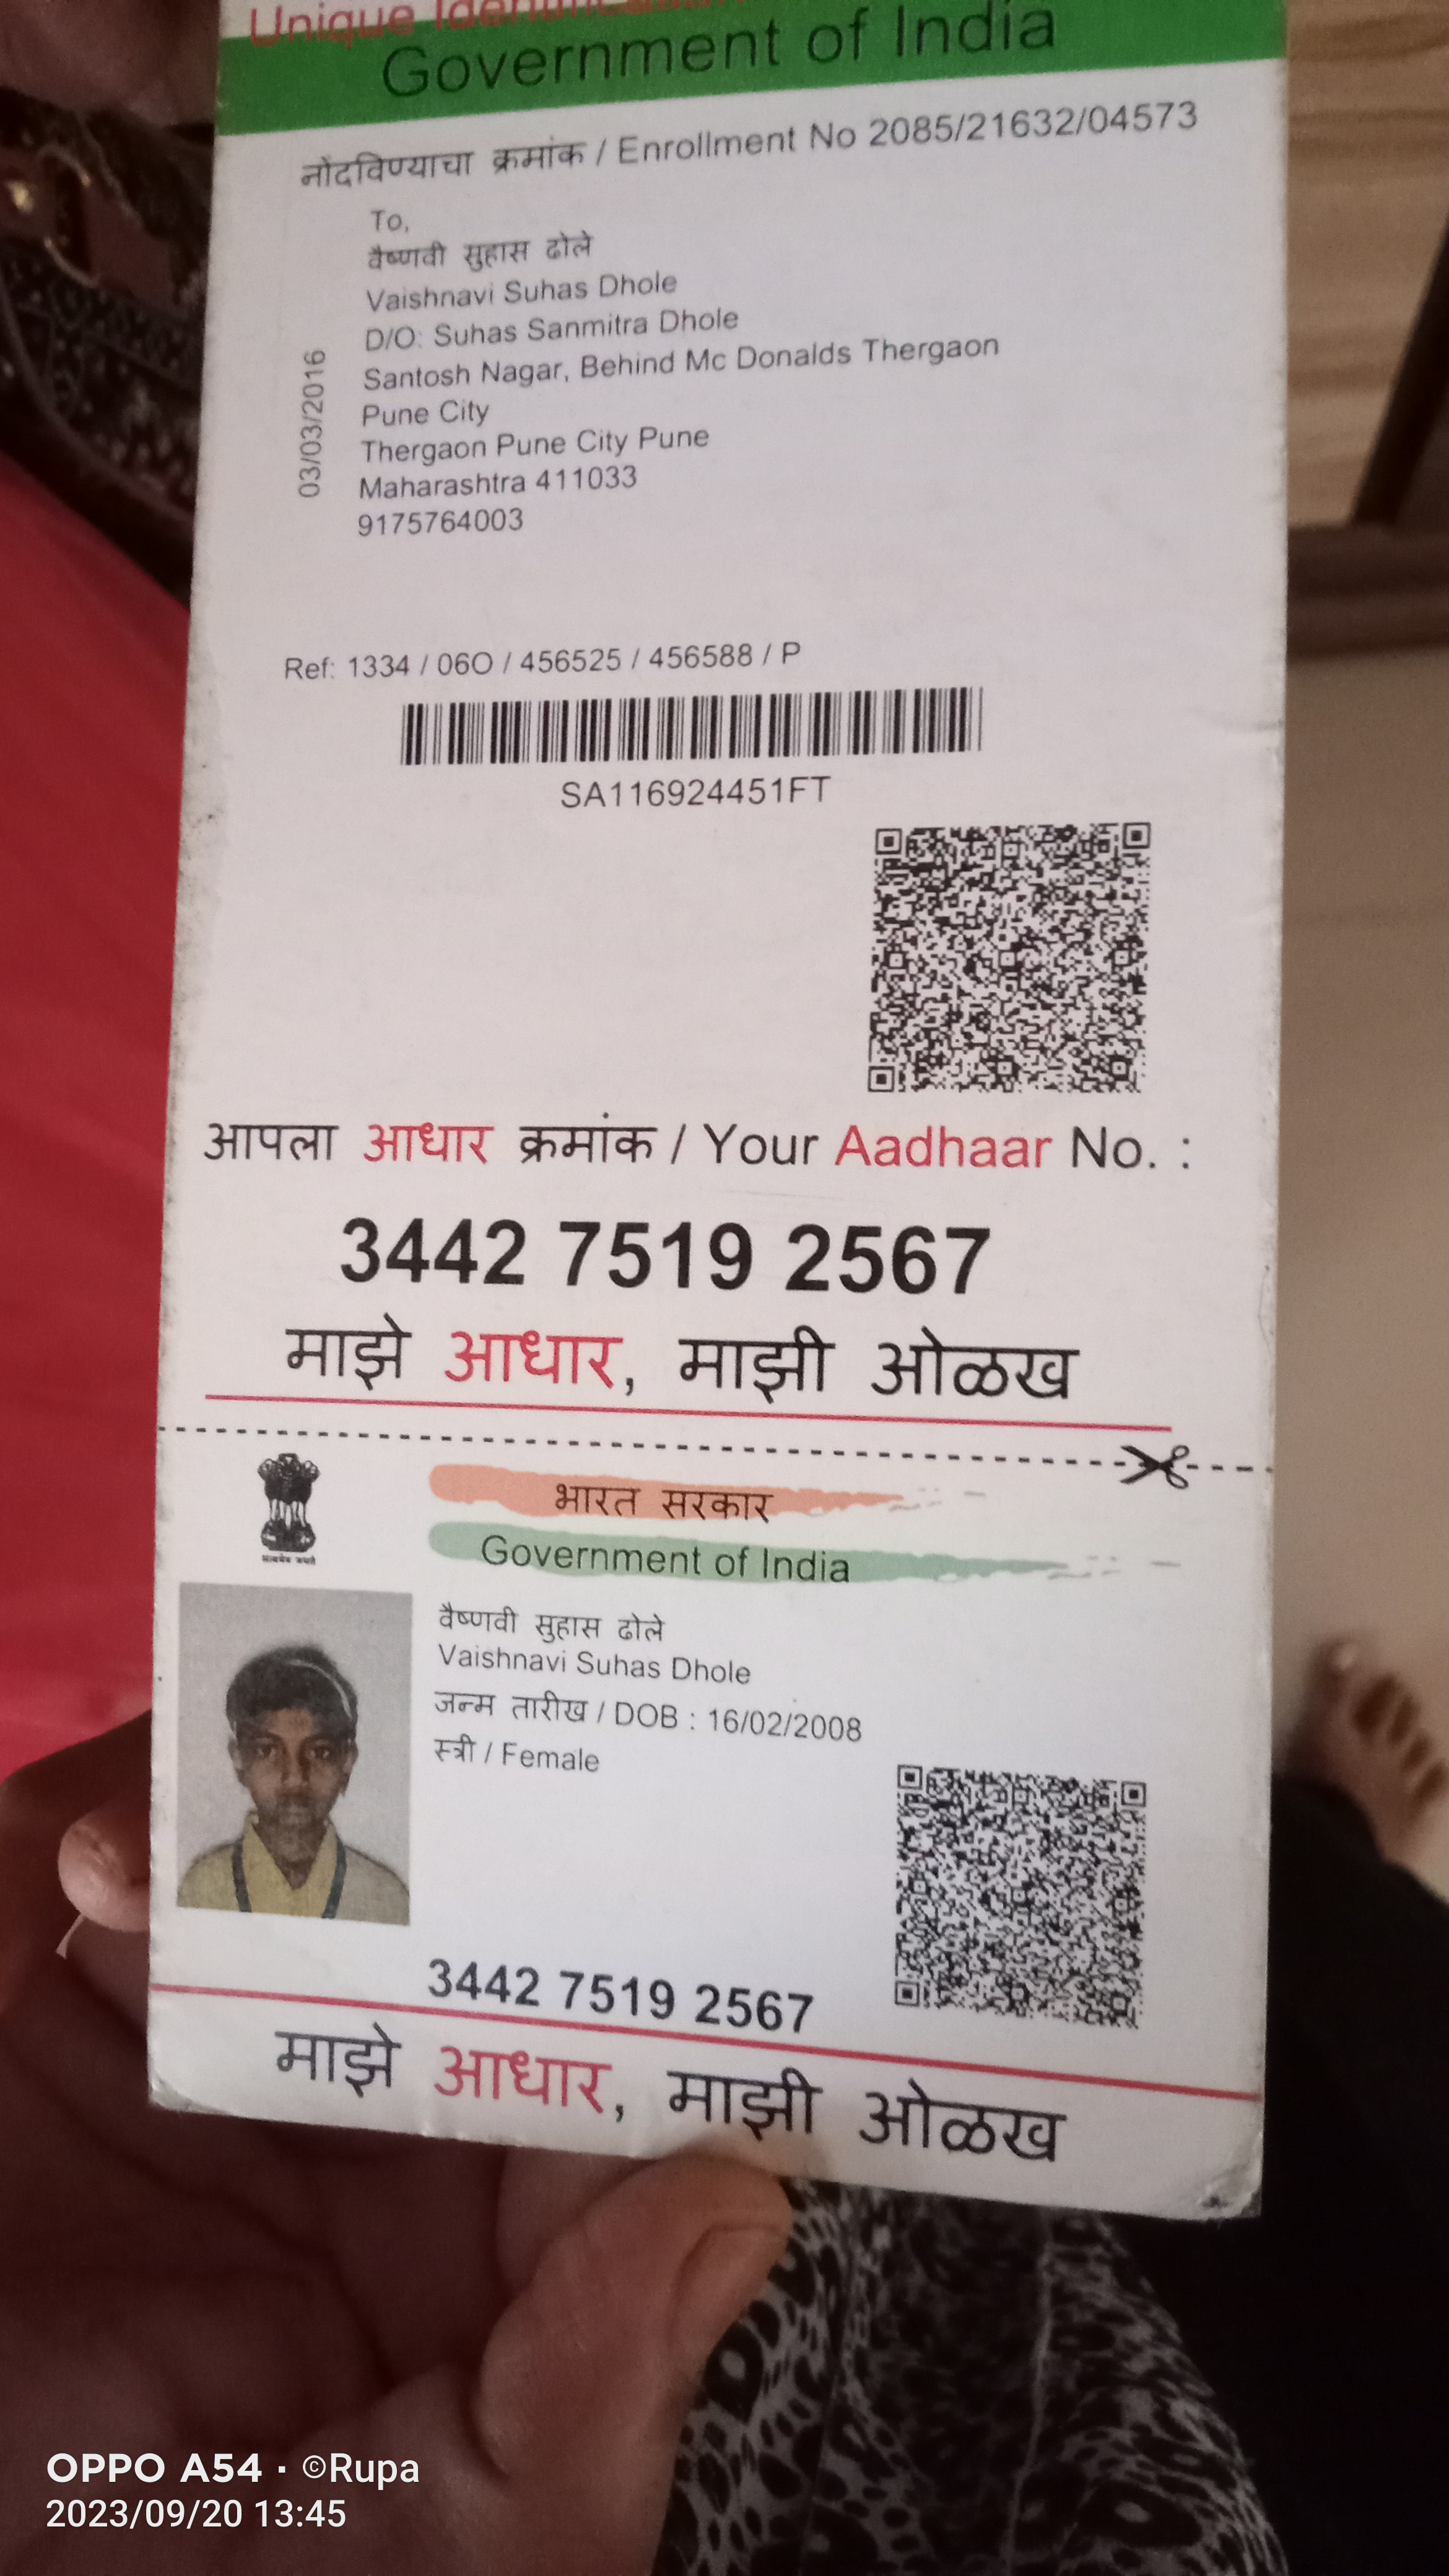 Unique
Government of India
नोंदविण्याचा क्रमांक / Enrollment No 2085/21632/04573
To,
वैष्णवी सुहास ढोले
Vaishnavi Suhas Dhole
D/O: Suhas Sanmitra Dhole
Santosh Nagar, Behind Mc Donalds Thergaon
Pune City
Thergaon Pune City Pune
Maharashtra 411033
9175764003
03/03/2016
Ref: 1334 / 06O / 456525 / 456588 / P
SA116924451FT
आपला आधार क्रमांक / Your Aadhaar No. :
3442 7519 2567
माझे आधार, माझी ओळख
भारत सरकार
Government of India
वैष्णवी सुहास ढोले
Vaishnavi Suhas Dhole
जन्म तारीख / DOB : 16/02/2008
स्त्री / Female
3442 7519 2567
माझे आधार, माझी ओळख
OPPO A54 · ©Rupa
2023/09/20 13:45